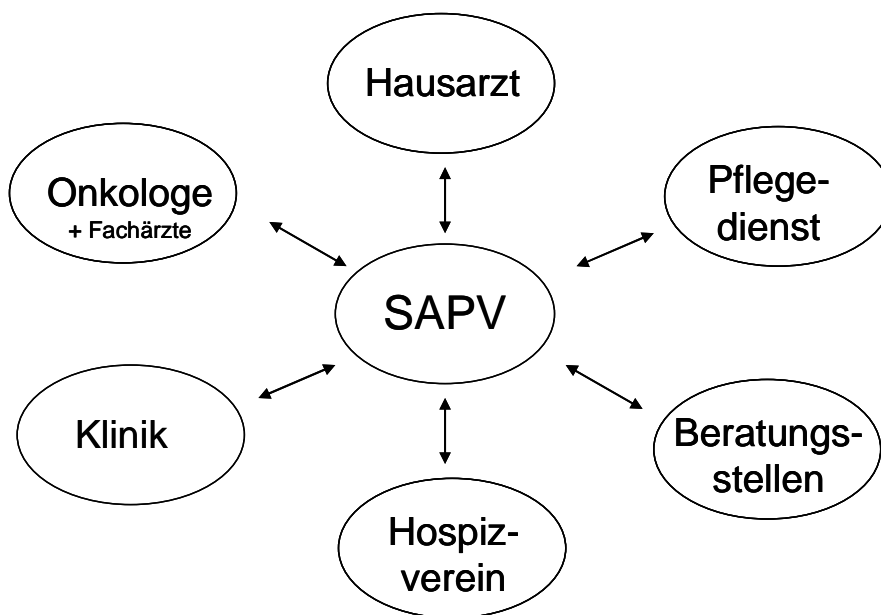 Hausarzt
Onkologe
+ Fachärzte
Pflege-
dienst
SAPV
Klinik
Beratungs-
stellen
Hospiz-
verein